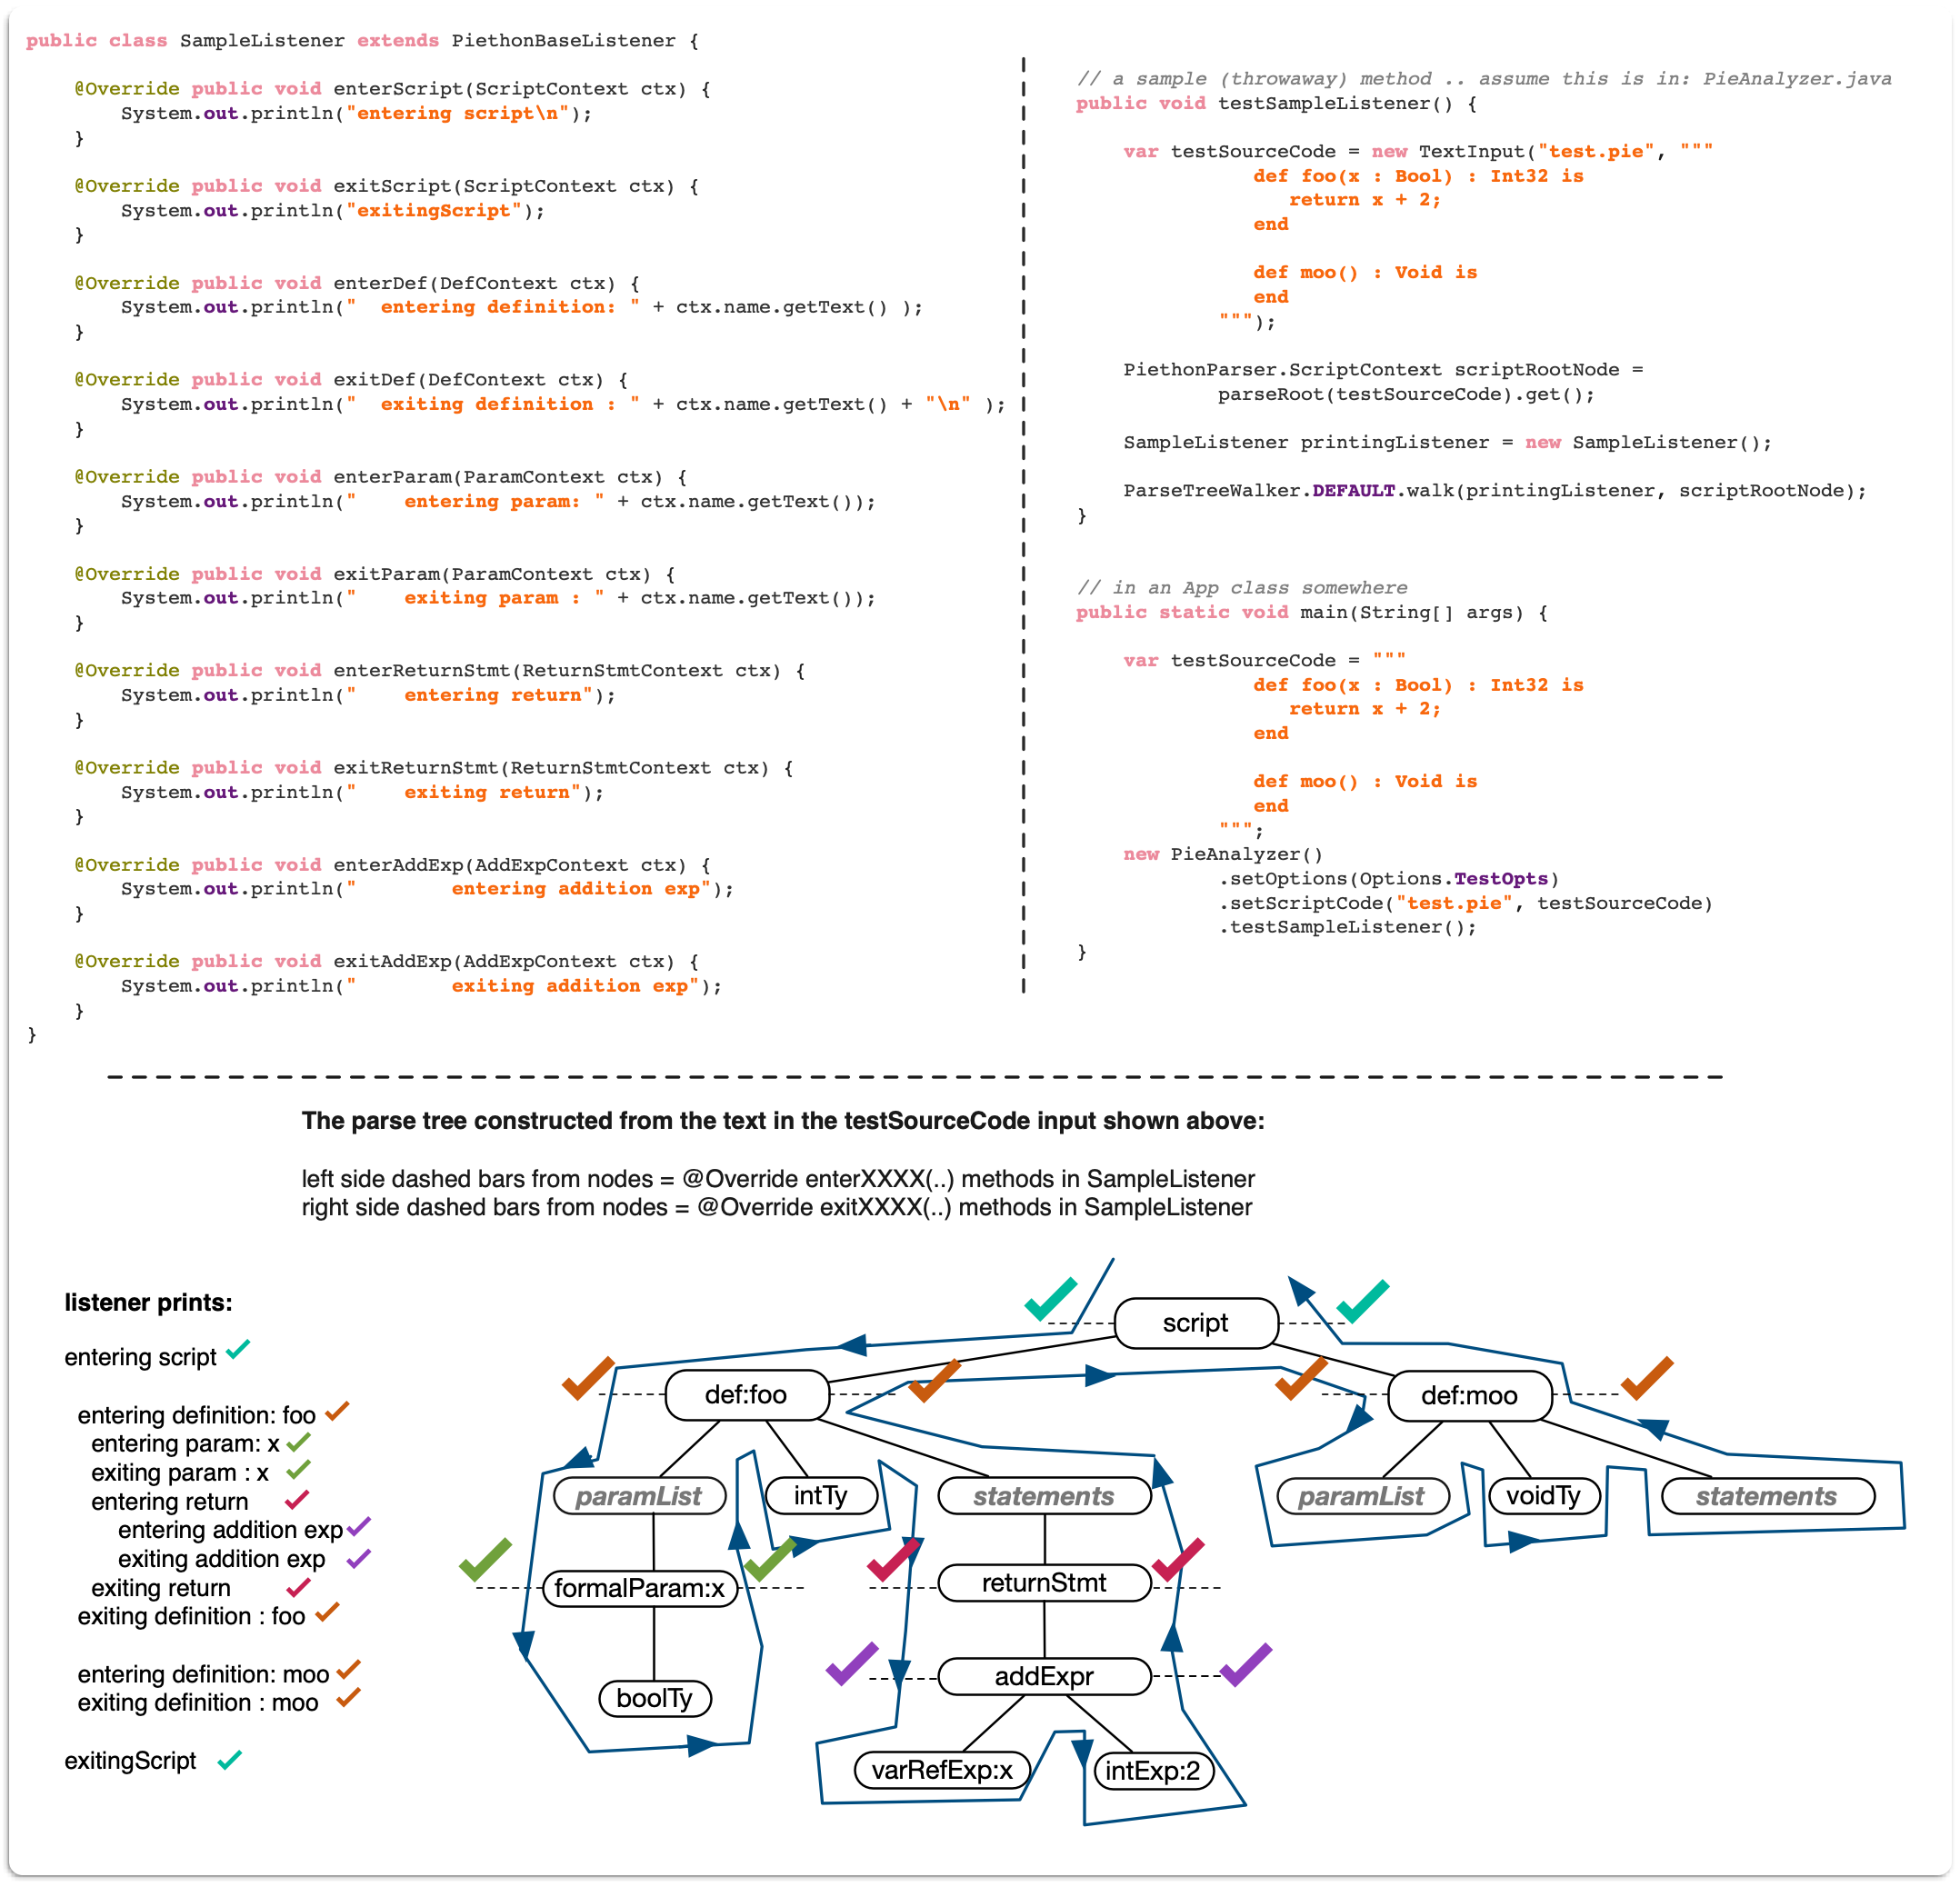 public class SampleListener extends PiethonBaseListener {
@Override public void enterScript(ScriptContext ctx) {
System.out.println("entering script\n");
}
@Override public void exitScript(ScriptContext ctx) {
System.out.println("exitingScript");
}
@Override public void enterDef(DefContext ctx) {
System.out.println("  entering definition: " + ctx.name.getText() );
}
@Override public void exitDef(DefContext ctx) {
System.out.println("  exiting definition : " + ctx.name.getText() + "\n" );
}
@Override public void enterParam(ParamContext ctx) {
System.out.println("    entering param: " + ctx.name.getText());
}
@Override public void exitParam(ParamContext ctx) {
System.out.println("    exiting param : " + ctx.name.getText());
}
@Override public void enterReturnStmt(ReturnStmtContext ctx) {
System.out.println("    entering return");
}
@Override public void exitReturnStmt(ReturnStmtContext ctx) {
System.out.println("    exiting return");
}
@Override public void enterAddExp(AddExpContext ctx) {
System.out.println("        entering addition exp");
}
@Override public void exitAddExp(AddExpContext ctx) {
System.out.println("        exiting addition exp");
}
}
// a sample (throwaway) method .. assume this is in: PieAnalyzer.java
public void testSampleListener() {
var testSourceCode = new TextInput("test.pie", """
def foo(x : Bool) : Int32 is
return x + 2;
end
def moo() : Void is
end
""");
PiethonParser.ScriptContext scriptRootNode =
parseRoot(testSourceCode).get();
SampleListener printingListener = new SampleListener();
ParseTreeWalker.DEFAULT.walk(printingListener, scriptRootNode);
}
// in an App class somewhere
public static void main(String[] args) {
var testSourceCode = """
def foo(x : Bool) : Int32 is
return x + 2;
end
def moo() : Void is
end
""";
new PieAnalyzer()
.setOptions(Options.TestOpts)
.setScriptCode("test.pie", testSourceCode)
.testSampleListener();
}
The parse tree constructed from the text in the testSourceCode input shown above:
left side dashed bars from nodes = @Override enterXXXX(..) methods in SampleListener
right side dashed bars from nodes = @Override exitXXXX(..) methods in SampleListener
listener prints:
entering script
entering definition: foo
entering param: x
exiting param : x
entering return
entering addition exp
exiting addition exp
exiting return
exiting definition : foo
entering definition: moo
exiting definition : moo
exitingScript
script
def:foo
def:moo
paramList
intTy
statements
paramList
voidTy
statements
formalParam:x
returnStmt
boolTy
addExpr
varRefExp:x
intExp:2